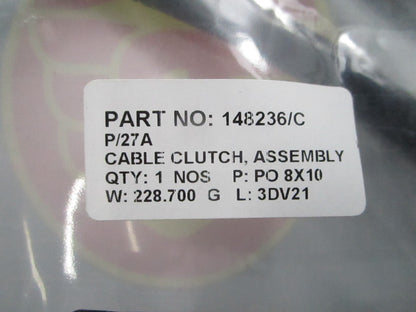 PART NO: 148236/C
P/27A
CABLE CLUTCH, ASSEMBLY
QTY: 1 NOS P: PO 8X10
W: 228.700 G L: 3DV21